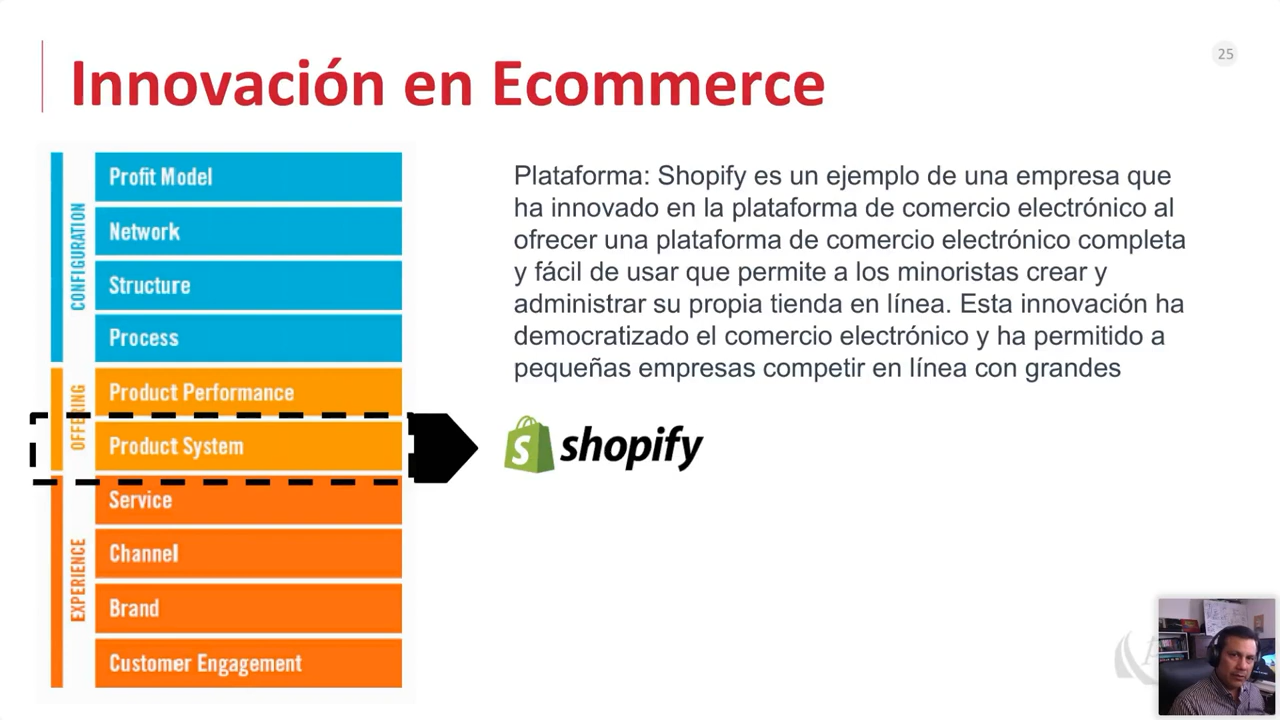 25
Innovación en Ecommerce
CONFIGURATION
Profit Model
Network
Structure
Process
OFFERING
Product Performance
Product System
EXPERIENCE
Service
Channel
Brand
Customer Engagement
Plataforma: Shopify es un ejemplo de una empresa que
ha innovado en la plataforma de comercio electrónico al
ofrecer una plataforma de comercio electrónico completa
y fácil de usar que permite a los minoristas crear y
administrar su propia tienda en línea. Esta innovación ha
democratizado el comercio electrónico y ha permitido a
pequeñas empresas competir en línea con grandes
shopify